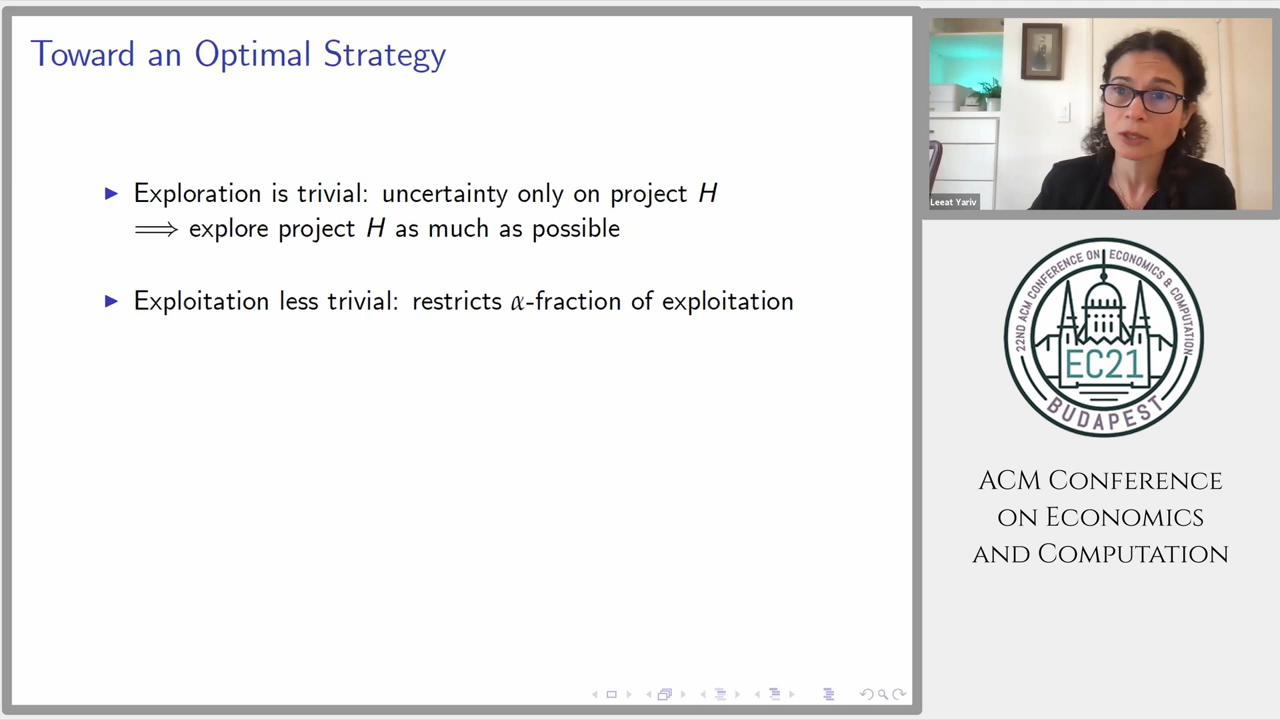 Toward an Optimal Strategy
Exploration is trivial: uncertainty only on project H
⟹ explore project H as much as possible
Exploitation less trivial: restricts α-fraction of exploitation
Leeat Yariv
22ND ACM CONFERENCE ON ECONOMICS & COMPUTATION
EC21
BUDAPEST
ACM Conference
on Economics
and Computation